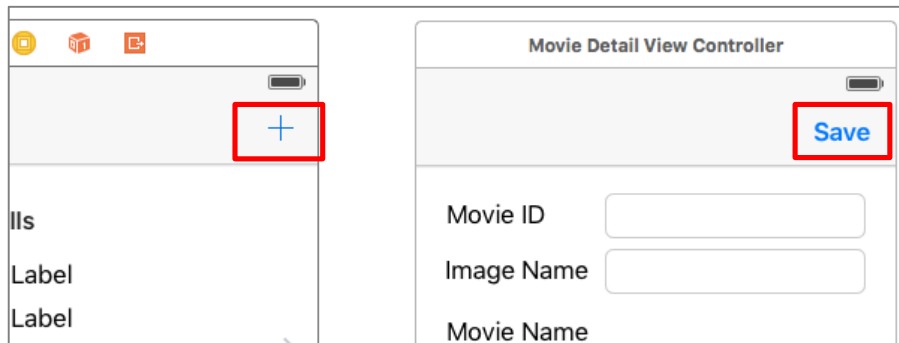 lls
Label
Label
Movie Detail View Controller
Save
Movie ID
Image Name
Movie Name